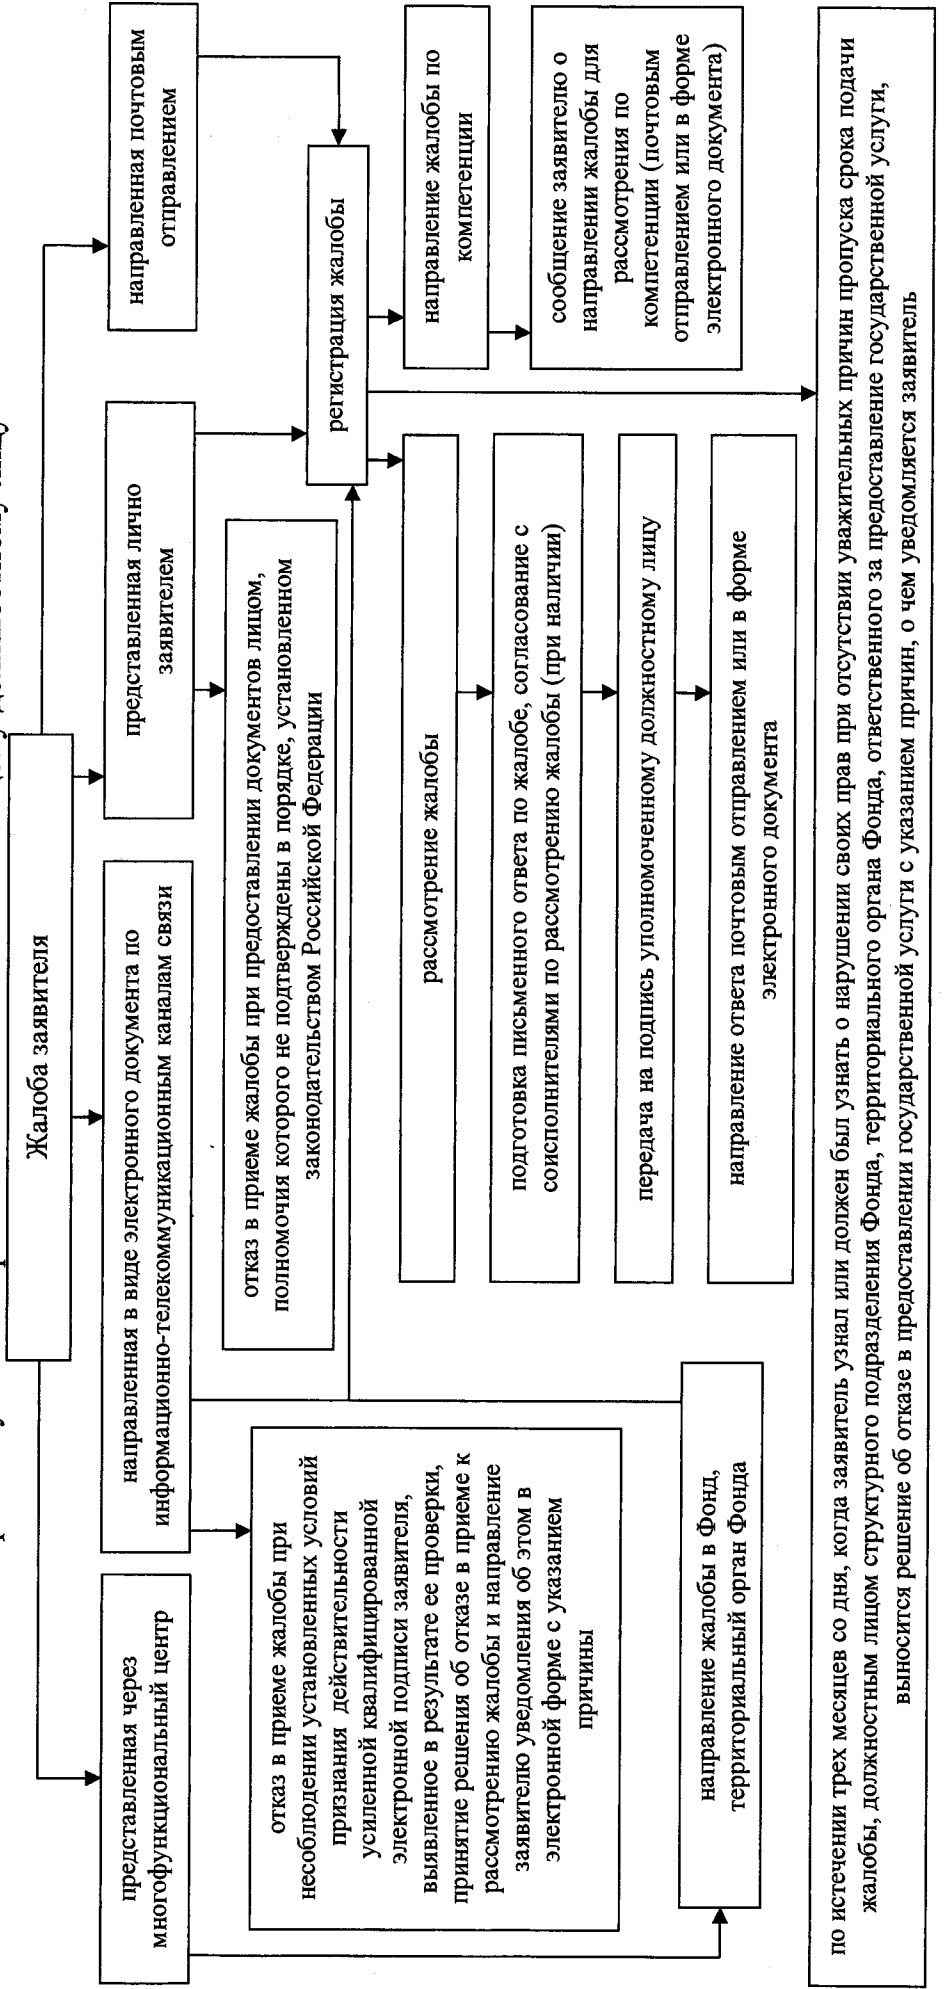 Жалоба заявителя
представленная через
многофункциональный центр
направленная в виде электронного документа по
информационно-телекоммуникационным каналам связи
представленная лично
заявителем
направленная почтовым
отправлением
отказ в приеме жалобы при
несоблюдении установленных условий
признания действительности
усиленной квалифицированной
электронной подписи заявителя,
выявленное в результате ее проверки,
принятие решения об отказе в приеме к
рассмотрению жалобы и направление
заявителю уведомления об этом в
электронной форме с указанием
причины
отказ в приеме жалобы при предоставлении документов лицом,
полномочия которого не подтверждены в порядке, установленном
законодательством Российской Федерации
регистрация жалобы
рассмотрение жалобы
направление жалобы по
компетенции
подготовка письменного ответа по жалобе, согласование с
соисполнителями по рассмотрению жалобы (при наличии)
сообщение заявителю о
направлении жалобы для
рассмотрения по
компетенции (почтовым
отправлением или в форме
электронного документа)
передача на подпись уполномоченному должностному лицу
направление жалобы в Фонд,
территориальный орган Фонда
направление ответа почтовым отправлением или в форме
электронного документа
по истечении трех месяцев со дня, когда заявитель узнал или должен был узнать о нарушении своих прав при отсутствии уважительных причин пропуска срока подачи
жалобы, должностным лицом структурного подразделения Фонда, территориального органа Фонда, ответственного за предоставление государственной услуги,
выносится решение об отказе в предоставлении государственной услуги с указанием причин, о чем уведомляется заявитель